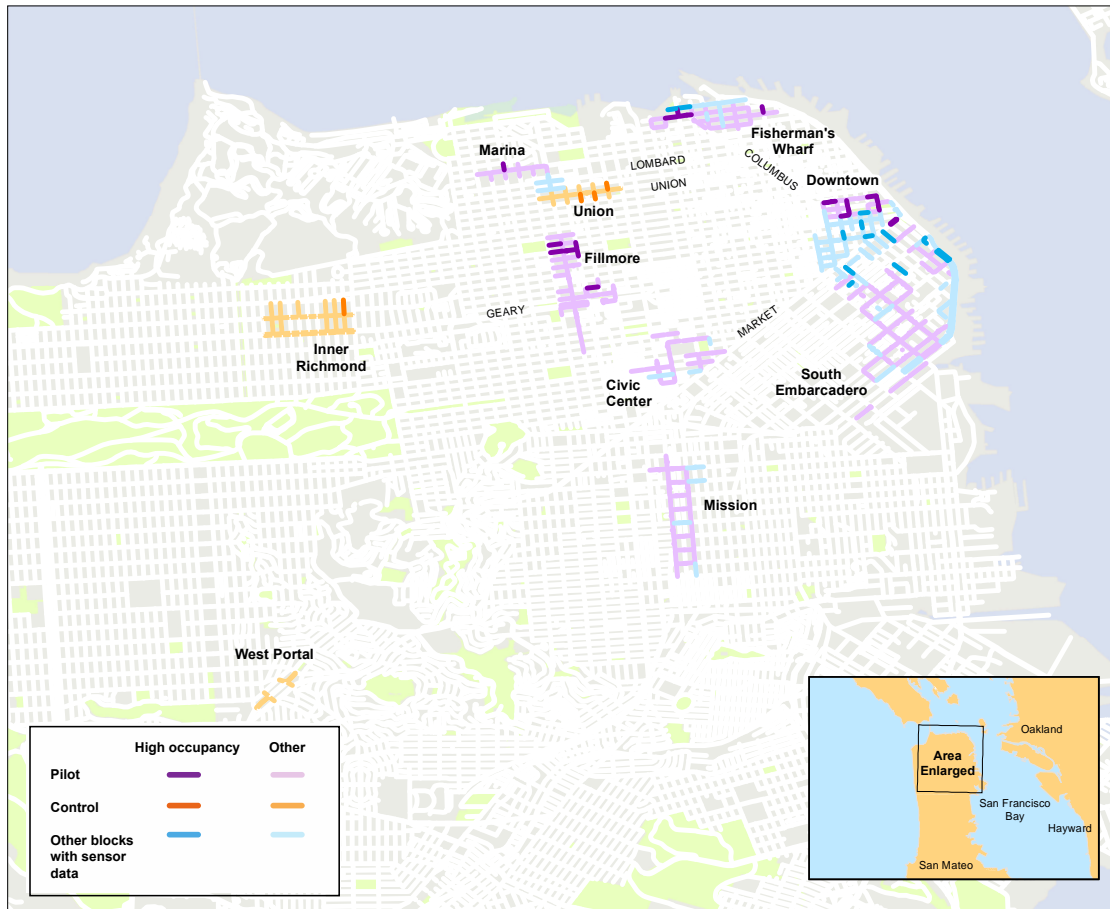 Fisherman's
Wharf
Marina
LOMBARD
COLUMBUS
UNION
Downtown
Union
Fillmore
GEARY
MARKET
Inner
Richmond
Civic
Center
South
Embarcadero
Mission
West Portal
High occupancy
Other
Pilot
Control
Other blocks
with sensor
data
Oakland
Area
Enlarged
San Francisco
Bay
Hayward
San Mateo